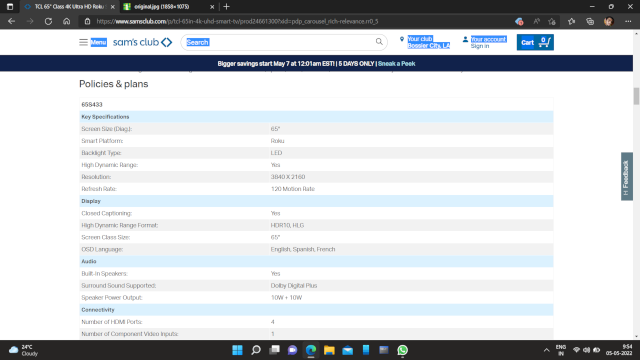 TCL 65" Class 4K Ultra HD Roku
original.jpg (1858×1075)
https://www.samsclub.com/p/tcl-65in-4k-uhd-smart-tv/prod24661300?xid=pdp_carousel_rich-relevance.rr0_5
Menu
sam's club
Search
Your club
Bossier City, LA
Your account
Sign in
Cart 0
Bigger savings start May 7 at 12:01am EST! | 5 DAYS ONLY | Sneak a Peek
Policies & plans
65S433
Key Specifications
Screen Size (Diag.): 65"
Smart Platform: Roku
Backlight Type: LED
High Dynamic Range: Yes
Resolution: 3840 X 2160
Refresh Rate: 120 Motion Rate
Display
Closed Captioning: Yes
High Dynamic Range Format: HDR10, HLG
Screen Class Size: 65"
OSD Language: English, Spanish, French
Audio
Built-In Speakers: Yes
Surround Sound Supported: Dolby Digital Plus
Speaker Power Output: 10W + 10W
Connectivity
Number of HDMI Ports: 4
Number of Component Video Inputs: 1
Feedback
24°C
Cloudy
ENG
IN
9:54
05-05-2022